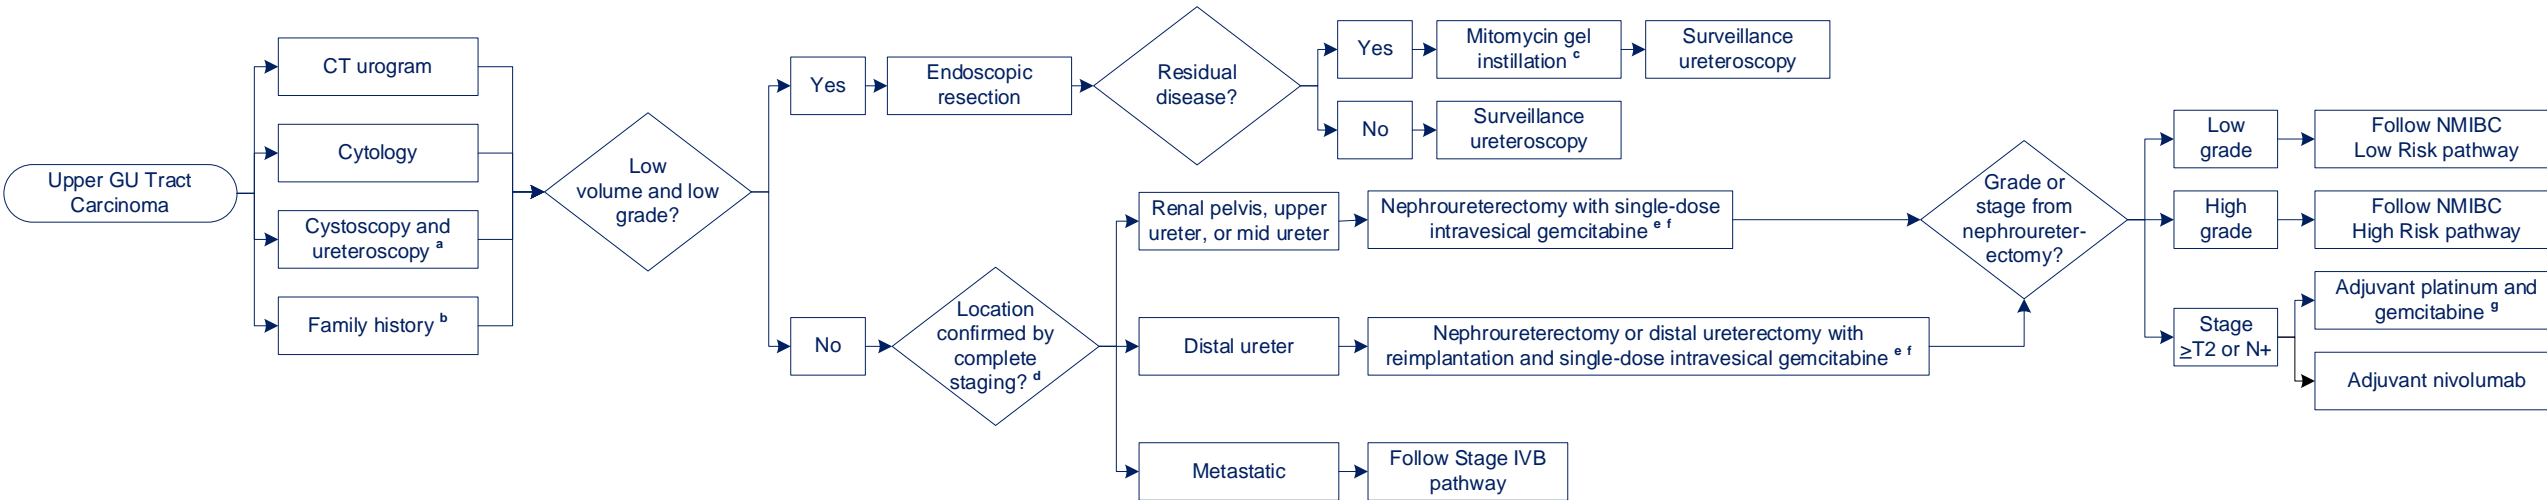 Upper GU Tract
Carcinoma
CT urogram
Cytology
Cystoscopy and
ureteroscopy a
Family history b
Low
volume and low
grade?
Yes
Endoscopic
resection
Residual
disease?
Yes
Mitomycin gel
instillation c
Surveillance
ureteroscopy
No
Surveillance
ureteroscopy
No
Location
confirmed by
complete
staging? d
Renal pelvis, upper
ureter, or mid ureter
Nephroureterectomy with single-dose
intravesical gemcitabine e f
Distal ureter
Nephroureterectomy or distal ureterectomy with
reimplantation and single-dose intravesical gemcitabine e f
Metastatic
Follow Stage IVB
pathway
Grade or
stage from
nephroureter-
ectomy?
Low
grade
Follow NMIBC
Low Risk pathway
High
grade
Follow NMIBC
High Risk pathway
Stage
≥T2 or N+
Adjuvant platinum and
gemcitabine g
Adjuvant nivolumab